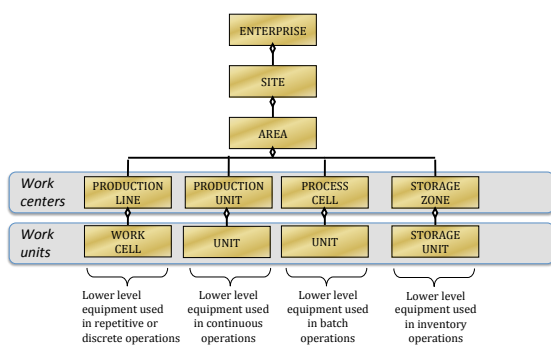 ENTERPRISE
SITE
AREA
Work
centers
PRODUCTION
LINE
PRODUCTION
UNIT
PROCESS
CELL
STORAGE
ZONE
Work
units
WORK
CELL
UNIT
UNIT
STORAGE
UNIT
Lower level
equipment used
in repetitive or
discrete operations
Lower level
equipment used
in continuous operations
Lower level
equipment used
in batch operations
Lower level
equipment used
in inventory
operations